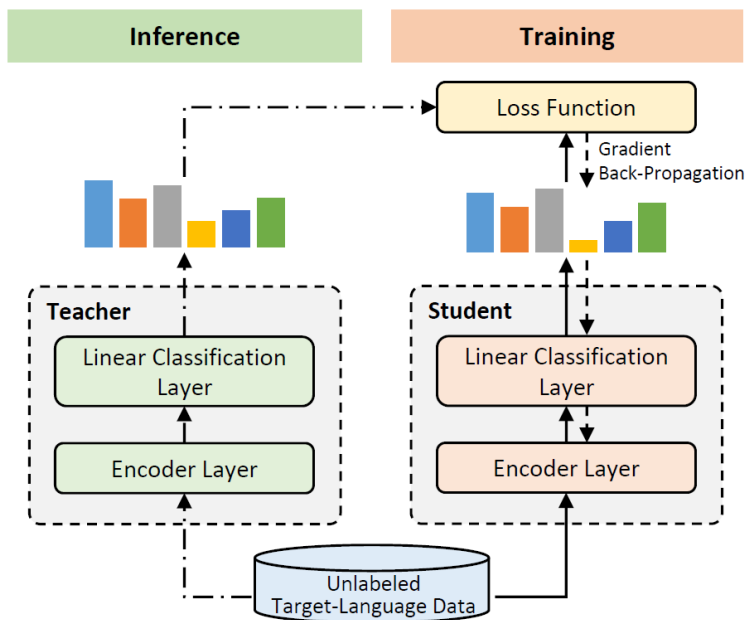 Inference
Training
Loss Function
Gradient
Back-Propagation
Teacher
Linear Classification
Layer
Encoder Layer
Student
Linear Classification
Layer
Encoder Layer
Unlabeled
Target-Language Data